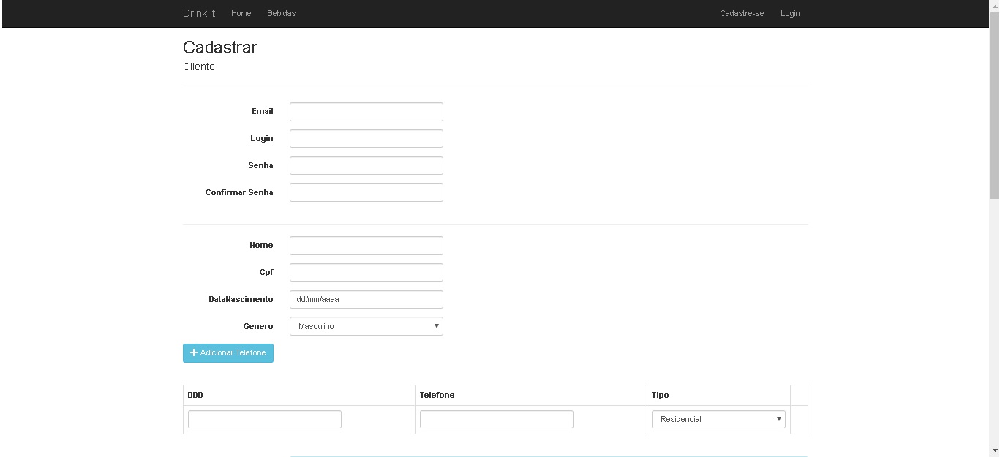 Drink It Home Bebidas Cadastre-se Login
Cadastrar
Cliente
Email
Login
Senha
Confirmar Senha
Nome
Cpf
DataNascimento dd/mm/aaaa
Genero Masculino
Adicionar Telefone
DDD Telefone Tipo
Residencial